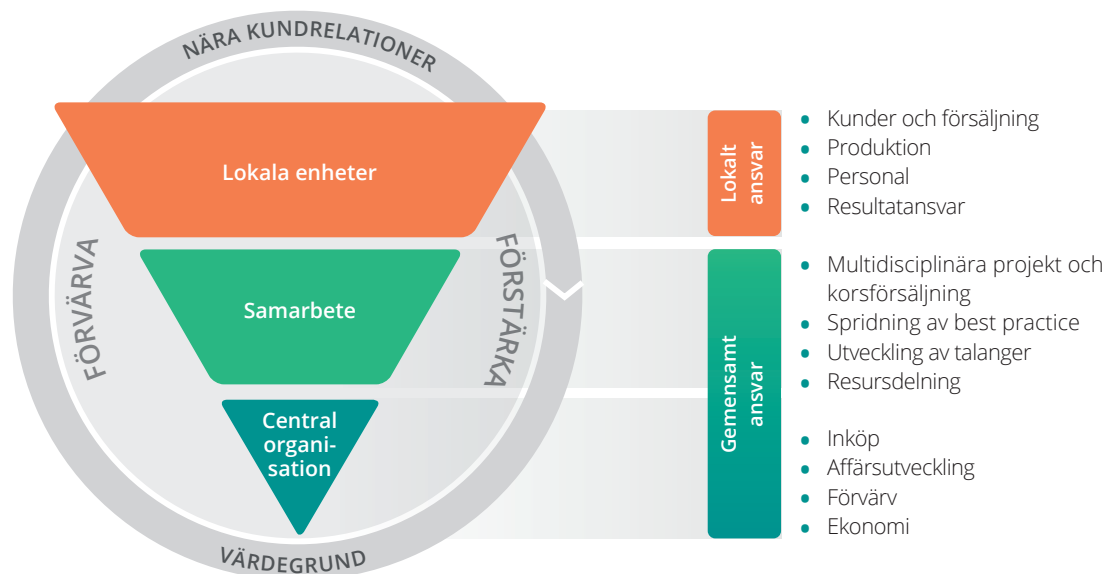 NÄRA KUNDRELATIONER
FÖRVÄRVA
FÖRSTÄRKA
VÄRDEGRUND
Lokala enheter
Samarbete
Central
organi-
sation
Lokalt
ansvar
• Kunder och försäljning
• Produktion
• Personal
• Resultatansvar
Gemensamt
ansvar
• Multidisciplinära projekt och
korsförsäljning
• Spridning av best practice
• Utveckling av talanger
• Resursdelning
• Inköp
• Affärsutveckling
• Förvärv
• Ekonomi